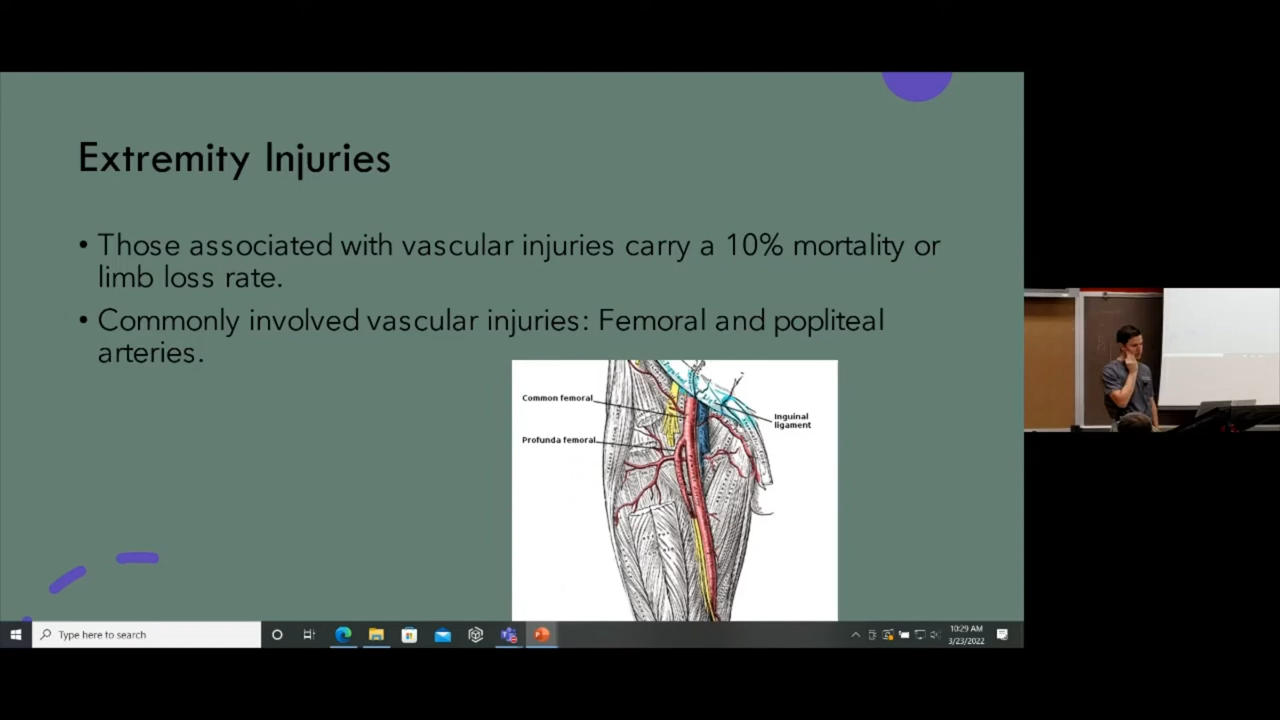 Extremity Injuries
• Those associated with vascular injuries carry a 10% mortality or
limb loss rate.
• Commonly involved vascular injuries: Femoral and popliteal
arteries.
Common femoral
Profunda femoral
Inguinal
ligament
Type here to search
10:29 AM
3/23/2022